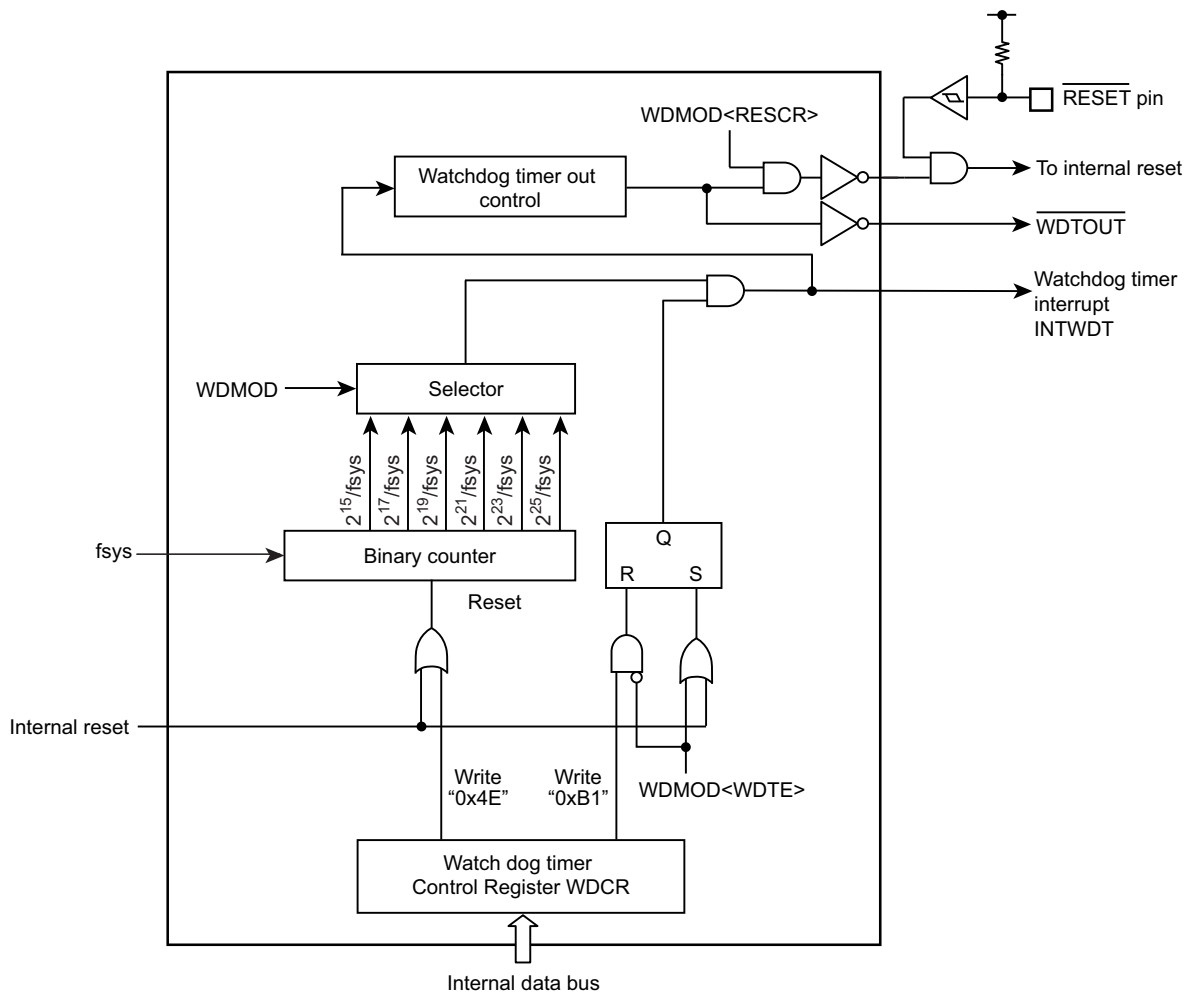 RESET pin
WDMOD<RESCR>
Watchdog timer out
control
To internal reset
WDTOUT
Watchdog timer
interrupt
INTWDT
WDMOD
Selector
2^15/fsys
2^17/fsys
2^19/fsys
2^21/fsys
2^23/fsys
2^25/fsys
fsys
Binary counter
Reset
Q
R S
Internal reset
Write
“0x4E”
Write
“0xB1”
WDMOD<WDTE>
Watch dog timer
Control Register WDCR
Internal data bus